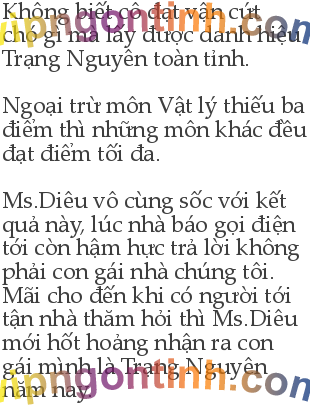 Không biết cô đạt vận cứt
chó gì mà lấy được danh hiệu
Trạng Nguyên toàn tỉnh.
Ngoại trừ môn Vật lý thiếu ba
điểm thì những môn khác đều
đạt điểm tối đa.
Ms.Diêu vô cùng sốc với kết
quả này, lúc nhà báo gọi điện
tới còn hậm hực trả lời không
phải con gái nhà chúng tôi.
Mãi cho đến khi có người tới
tận nhà thăm hỏi thì Ms.Diêu
mới hốt hoảng nhận ra con
gái mình là Trạng Nguyên
năm nay.